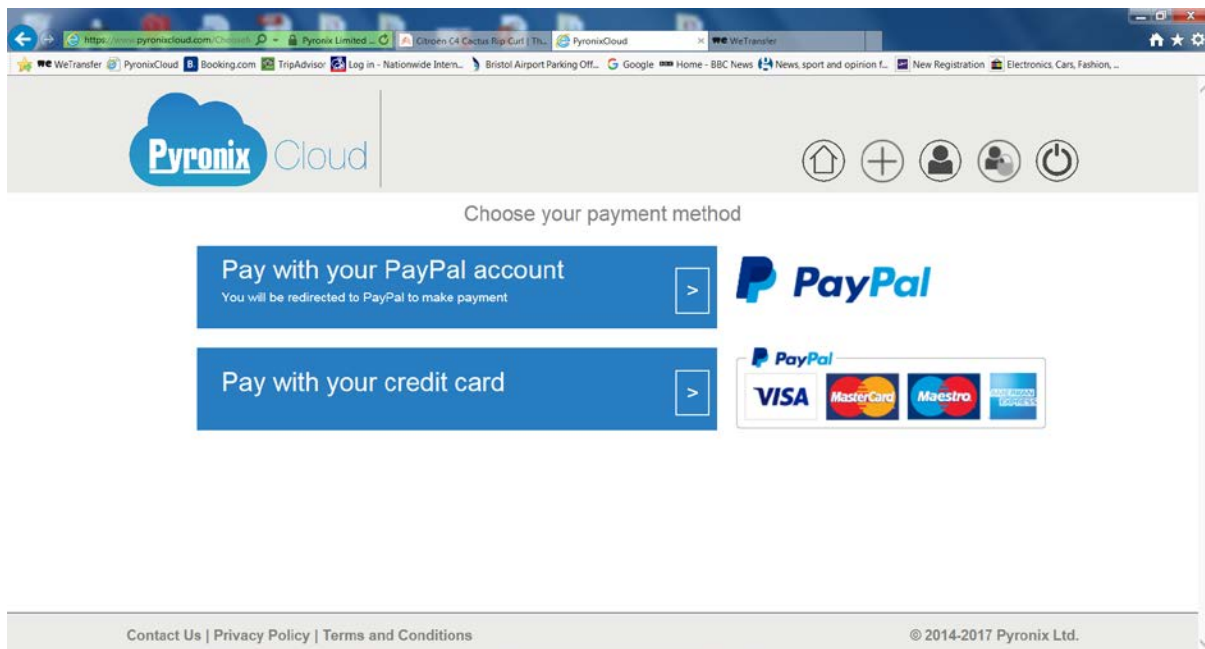 https://www.pyronixcloud.com/Choose
Pyronix Limited ...
Citroen C4 Cactus Rip Curl | Th...
PyronixCloud
WeTransfer
WeTransfer
PyronixCloud
Booking.com
TripAdvisor
Log in - Nationwide Intern...
Bristol Airport Parking Off...
Google
Home - BBC News
News, sport and opinion f...
New Registration
Electronics, Cars, Fashion, ...
Pyronix Cloud
Choose your payment method
Pay with your PayPal account
You will be redirected to PayPal to make payment
>
PayPal
Pay with your credit card
>
PayPal
VISA
MasterCard
Maestro
AMERICAN EXPRESS
Contact Us | Privacy Policy | Terms and Conditions
© 2014-2017 Pyronix Ltd.